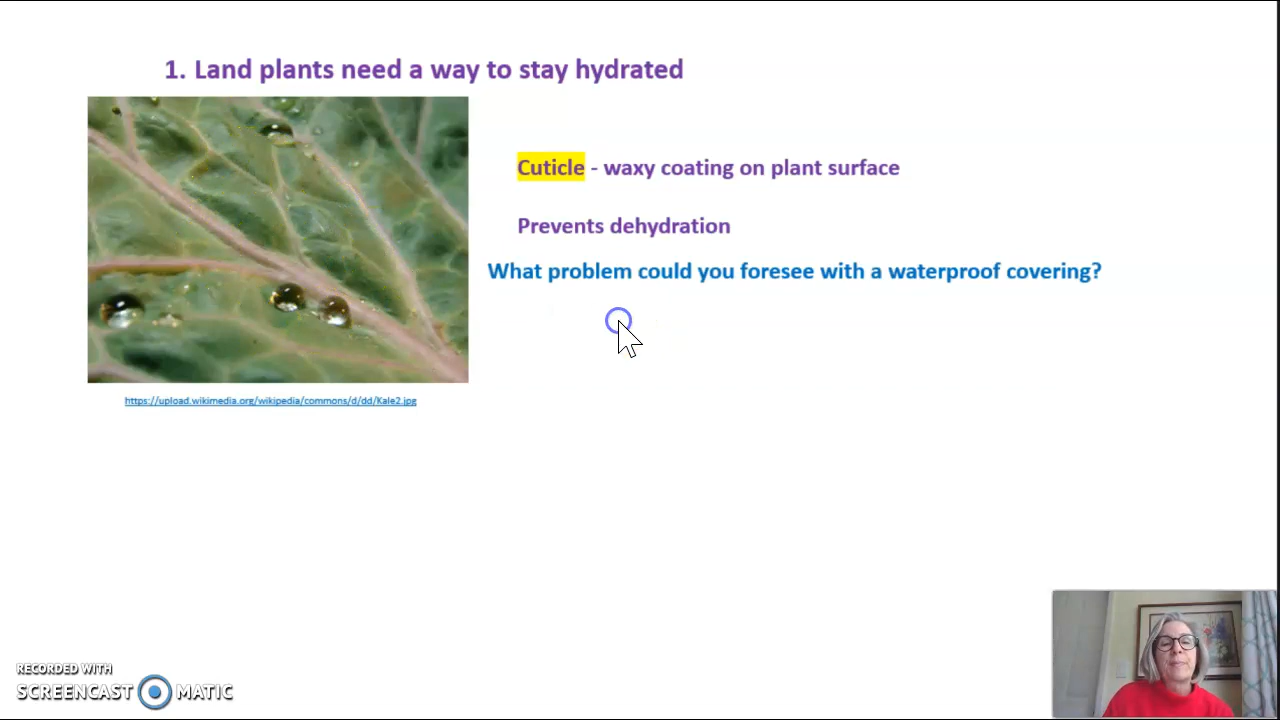 1. Land plants need a way to stay hydrated
Cuticle - waxy coating on plant surface
Prevents dehydration
What problem could you foresee with a waterproof covering?
https://upload.wikimedia.org/wikipedia/commons/d/dd/Kale2.jpg
RECORDED WITH
SCREENCAST MATIC